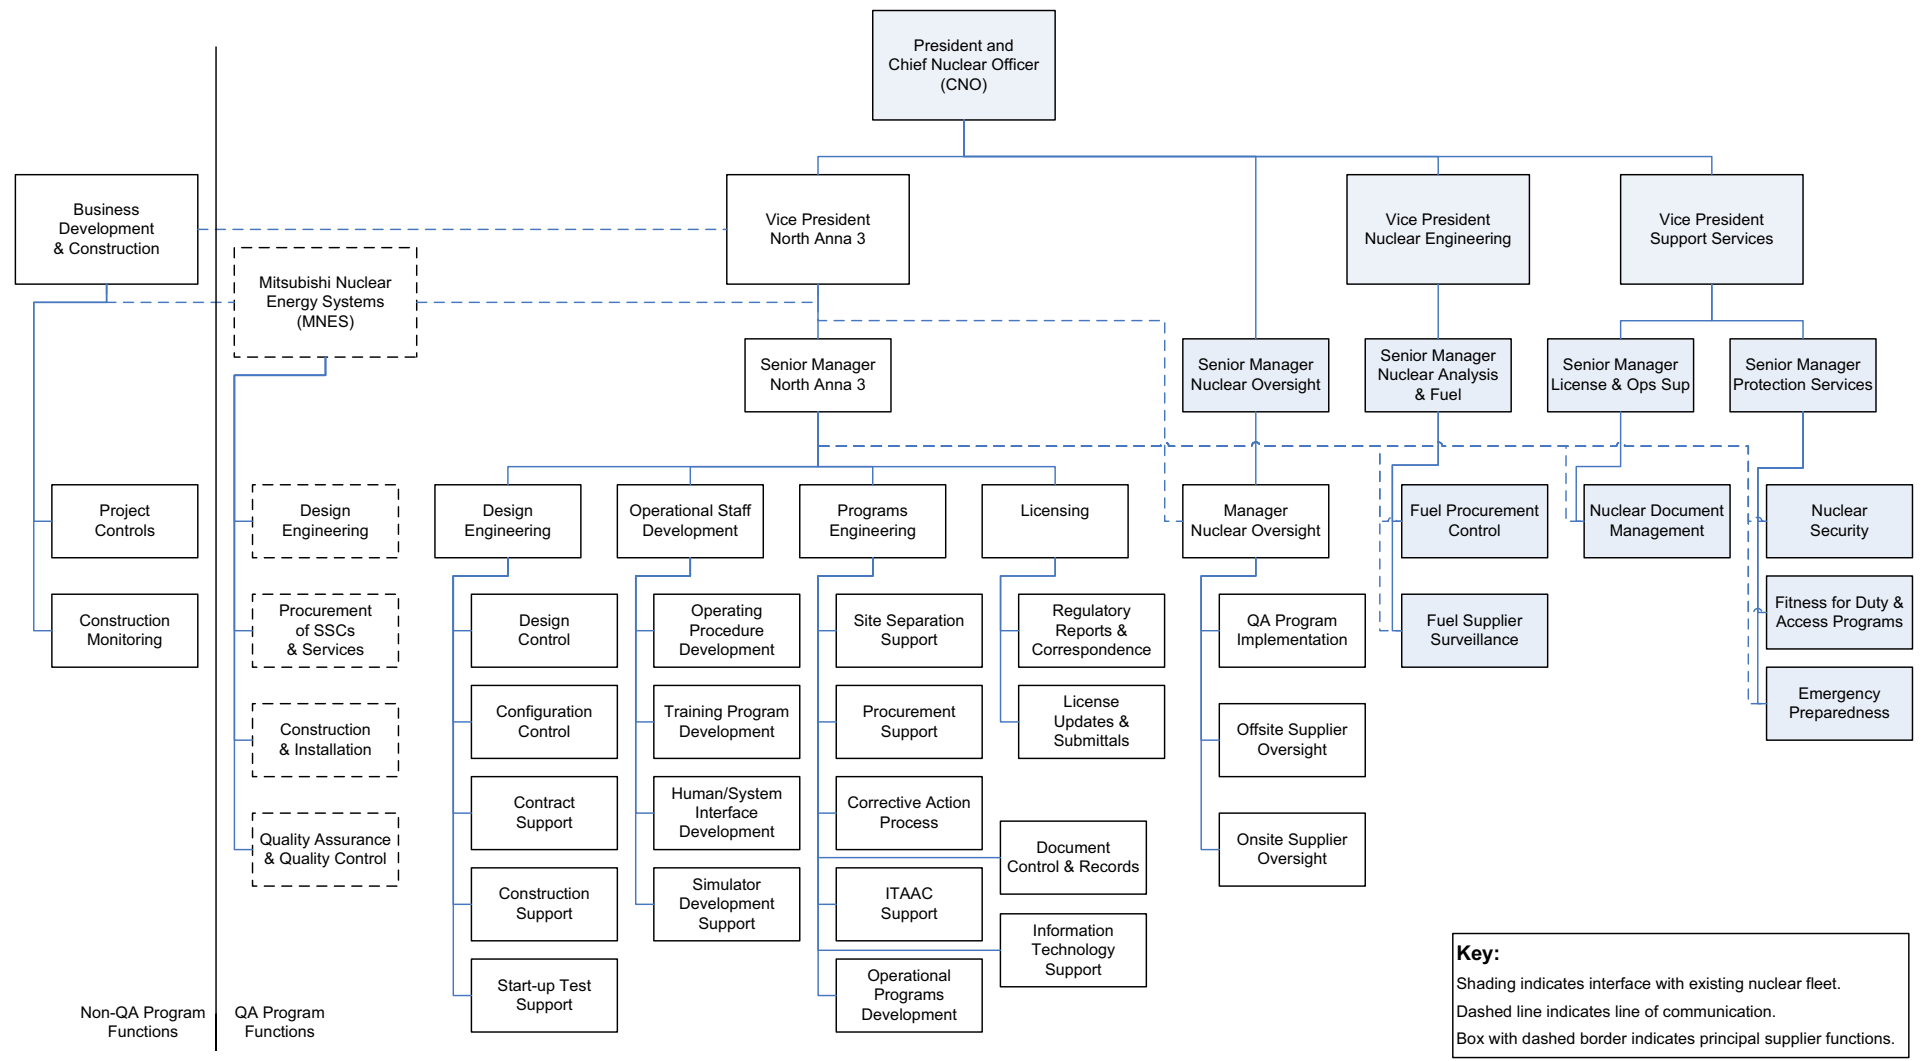 President and
Chief Nuclear Officer
(CNO)
Business
Development
& Construction
Vice President
North Anna 3
Vice President
Nuclear Engineering
Vice President
Support Services
Mitsubishi Nuclear
Energy Systems
(MNES)
Senior Manager
North Anna 3
Senior Manager
Nuclear Oversight
Senior Manager
Nuclear Analysis
& Fuel
Senior Manager
License & Ops Sup
Senior Manager
Protection Services
Project
Controls
Design
Engineering
Design
Engineering
Operational Staff
Development
Programs
Engineering
Licensing
Manager
Nuclear Oversight
Fuel Procurement
Control
Nuclear Document
Management
Nuclear
Security
Construction
Monitoring
Procurement
of SSCs
& Services
Design
Control
Operating
Procedure
Development
Site Separation
Support
Regulatory
Reports &
Correspondence
QA Program
Implementation
Fuel Supplier
Surveillance
Fitness for Duty &
Access Programs
Construction
& Installation
Configuration
Control
Training Program
Development
Procurement
Support
License
Updates &
Submittals
Offsite Supplier
Oversight
Emergency
Preparedness
Quality Assurance
& Quality Control
Contract
Support
Human/System
Interface
Development
Corrective Action
Process
Document
Control & Records
Onsite Supplier
Oversight
Construction
Support
Simulator
Development
Support
ITAAC
Support
Information
Technology
Support
Start-up Test
Support
Operational
Programs
Development
Non-QA Program
Functions
QA Program
Functions
Key:
Shading indicates interface with existing nuclear fleet.
Dashed line indicates line of communication.
Box with dashed border indicates principal supplier functions.